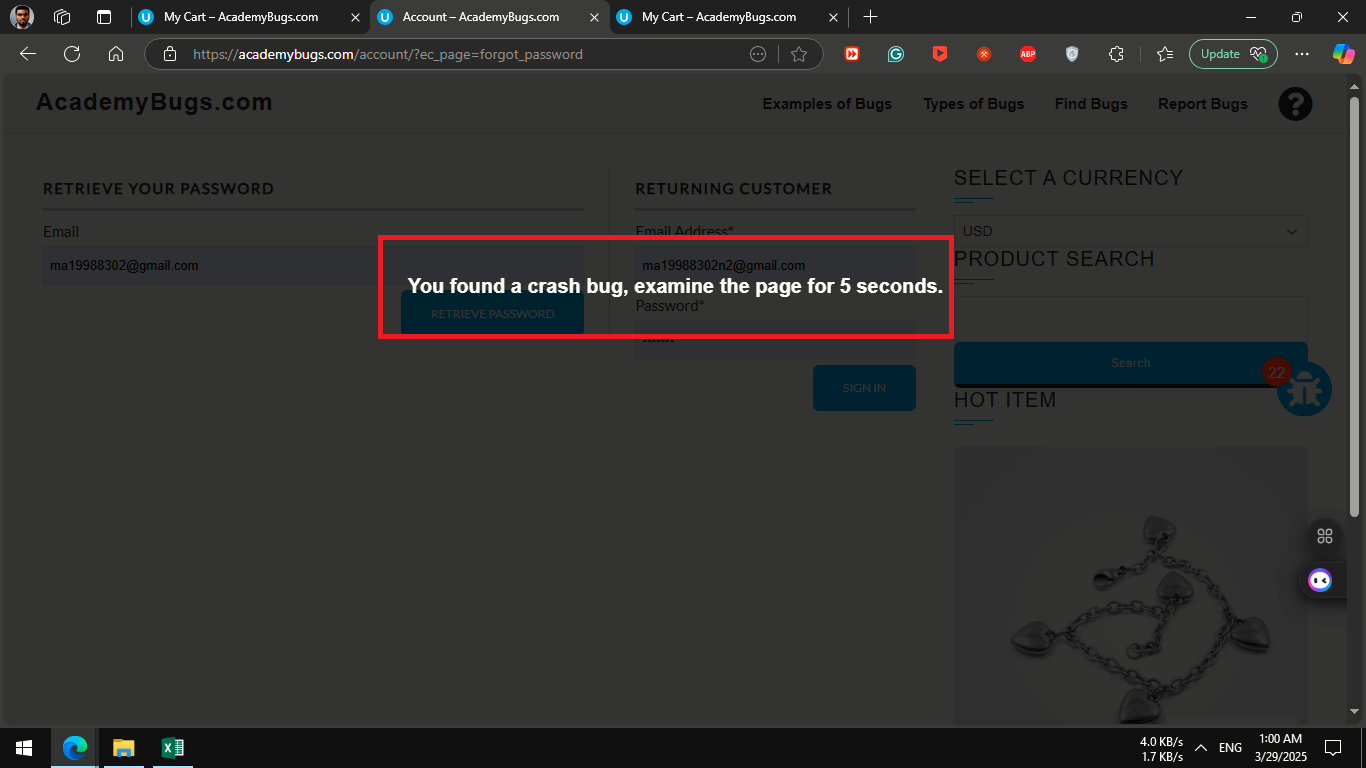 My Cart – AcademyBugs.com
Account – AcademyBugs.com
My Cart – AcademyBugs.com
https://academybugs.com/account/?ec_page=forgot_password
ABP
Update
AcademyBugs.com
Examples of Bugs
Types of Bugs
Find Bugs
Report Bugs
?
RETRIEVE YOUR PASSWORD
Email
ma19988302@gmail.com
RETRIEVE PASSWORD
RETURNING CUSTOMER
Email Address*
ma19988302n2@gmail.com
You found a crash bug, examine the page for 5 seconds.
Password*
SIGN IN
SELECT A CURRENCY
USD
PRODUCT SEARCH
Search
22
HOT ITEM
4.0 KB/s
1.7 KB/s
ENG
1:00 AM
3/29/2025